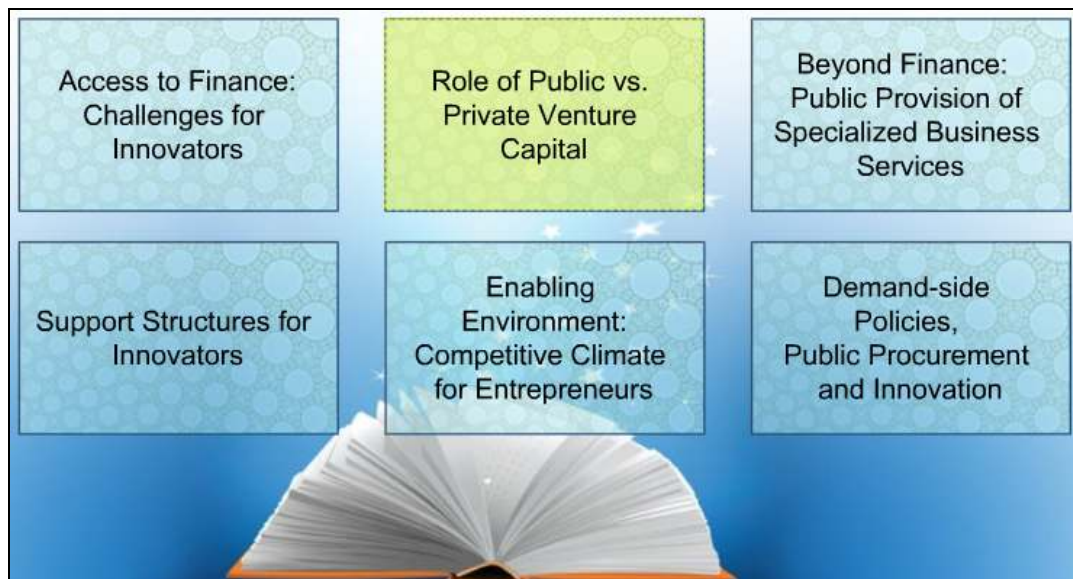 Access to Finance:
Challenges for
Innovators
Role of Public vs.
Private Venture
Capital
Beyond Finance:
Public Provision of
Specialized Business
Services
Support Structures for
Innovators
Enabling
Environment:
Competitive Climate
for Entrepreneurs
Demand-side
Policies,
Public Procurement
and Innovation